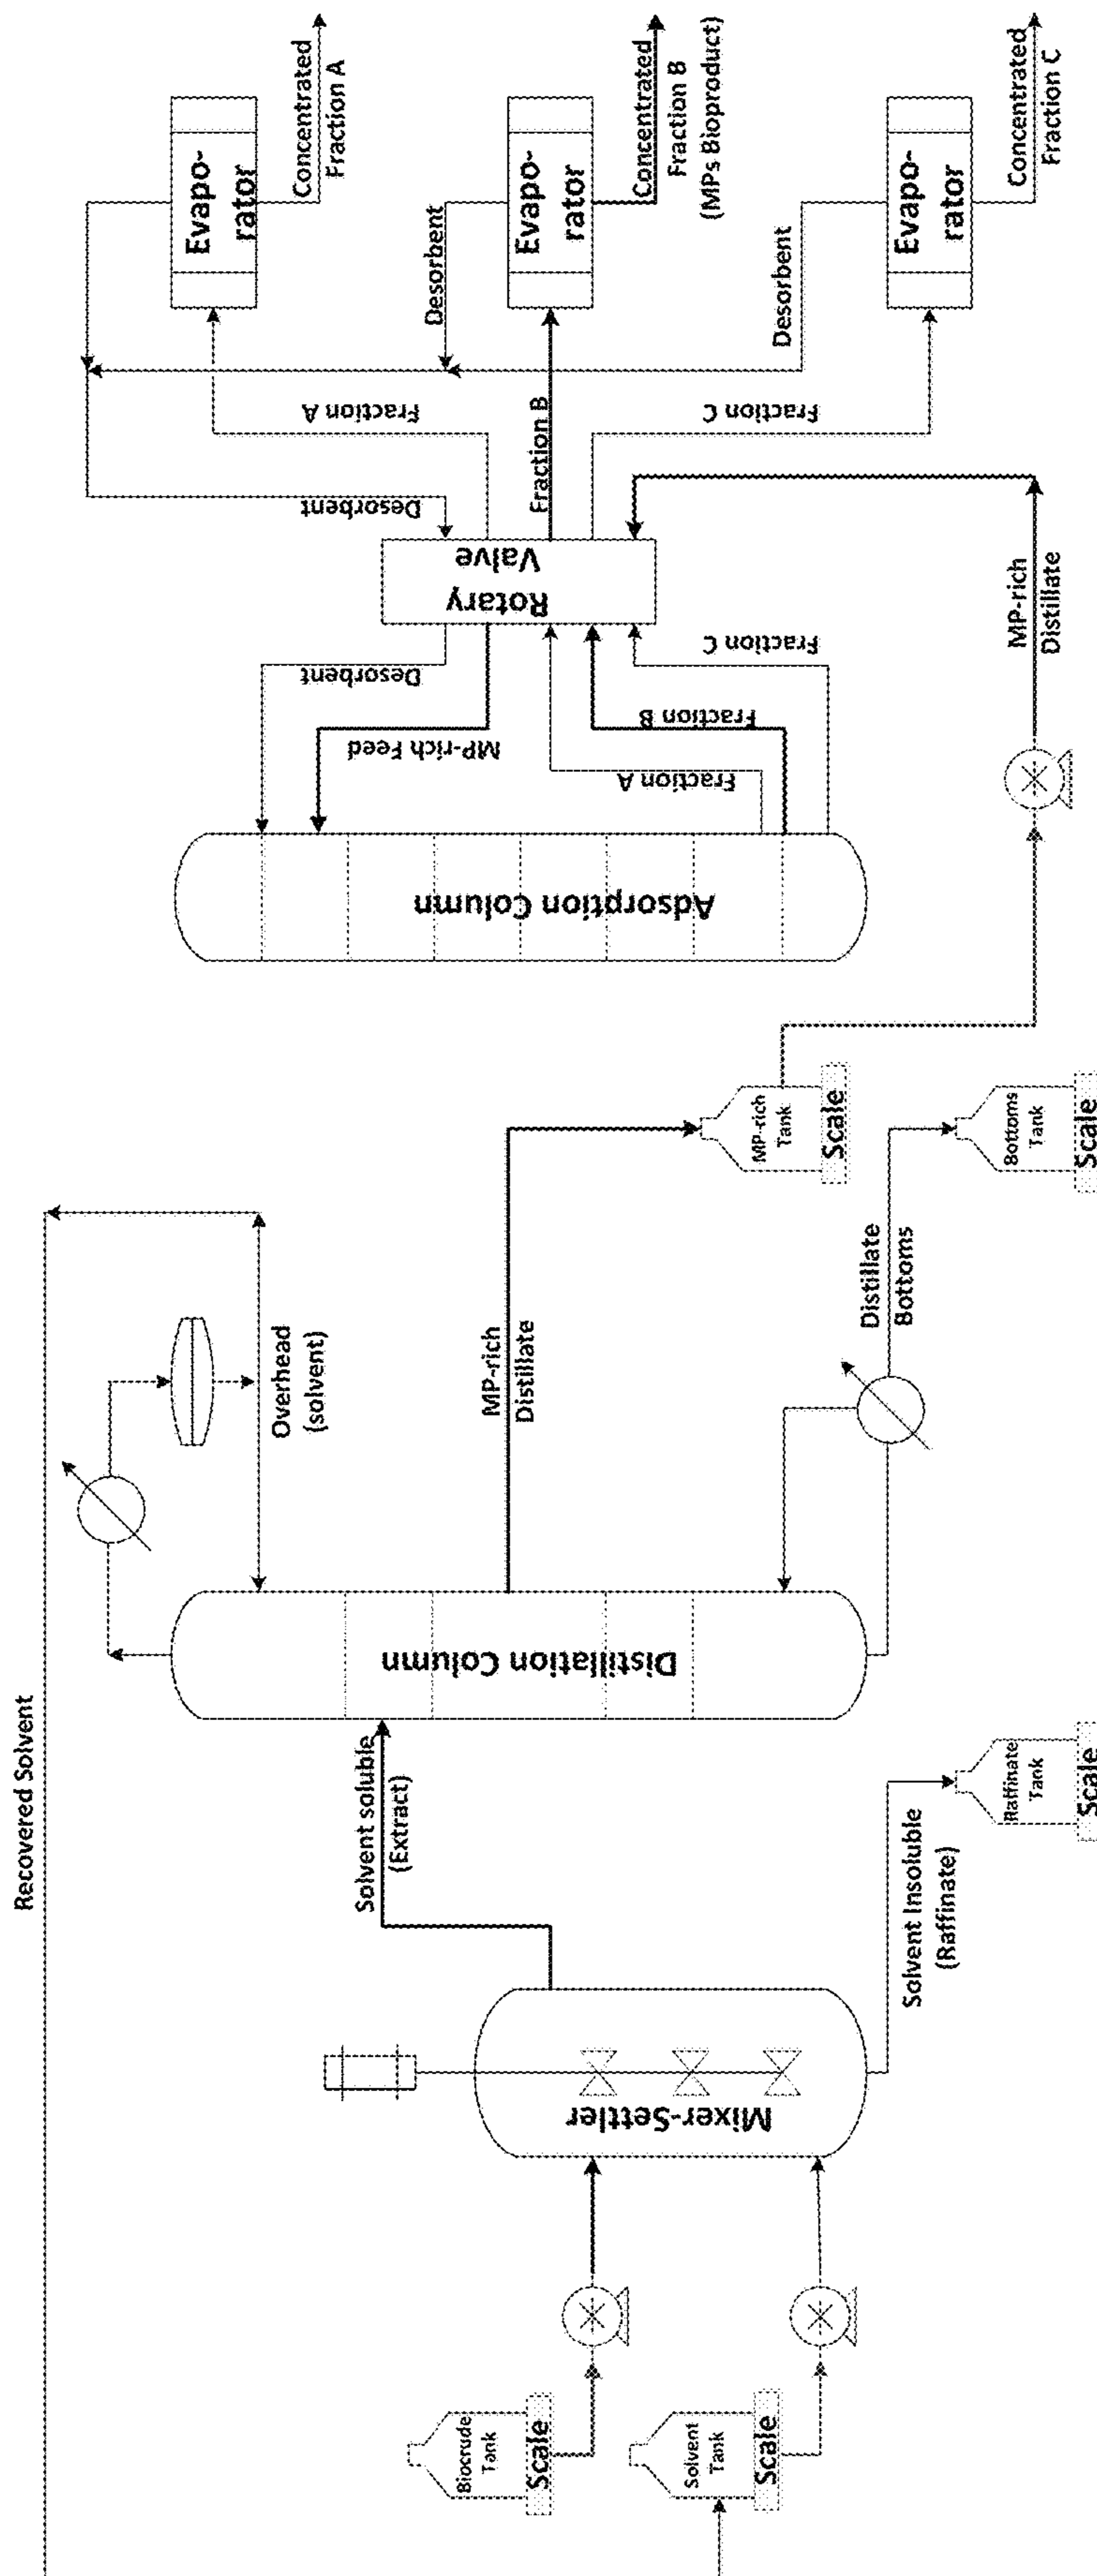 Recovered Solvent
Biocrude
Tank
Scale
Solvent
Tank
Scale
Mixer-Settler
Solvent soluble
(Extract)
Solvent Insoluble
(Raffinate)
Raffinate
Tank
Scale
Distillation Column
Overhead
(solvent)
MP-rich
Distillate
Distillate
Bottoms
MP-rich
Tank
Scale
Bottoms
Tank
Scale
Adsorption Column
Desorbent
MP-rich Feed
Fraction A
Fraction B
Fraction C
Rotary
Valve
MP-rich
Distillate
Desorbent
Fraction A
Fraction B
Fraction C
Desorbent
Desorbent
Evapo-
rator
Concentrated
Fraction A
Evapo-
rator
Concentrated
Fraction B
(MPs Bioproduct)
Evapo-
rator
Concentrated
Fraction C